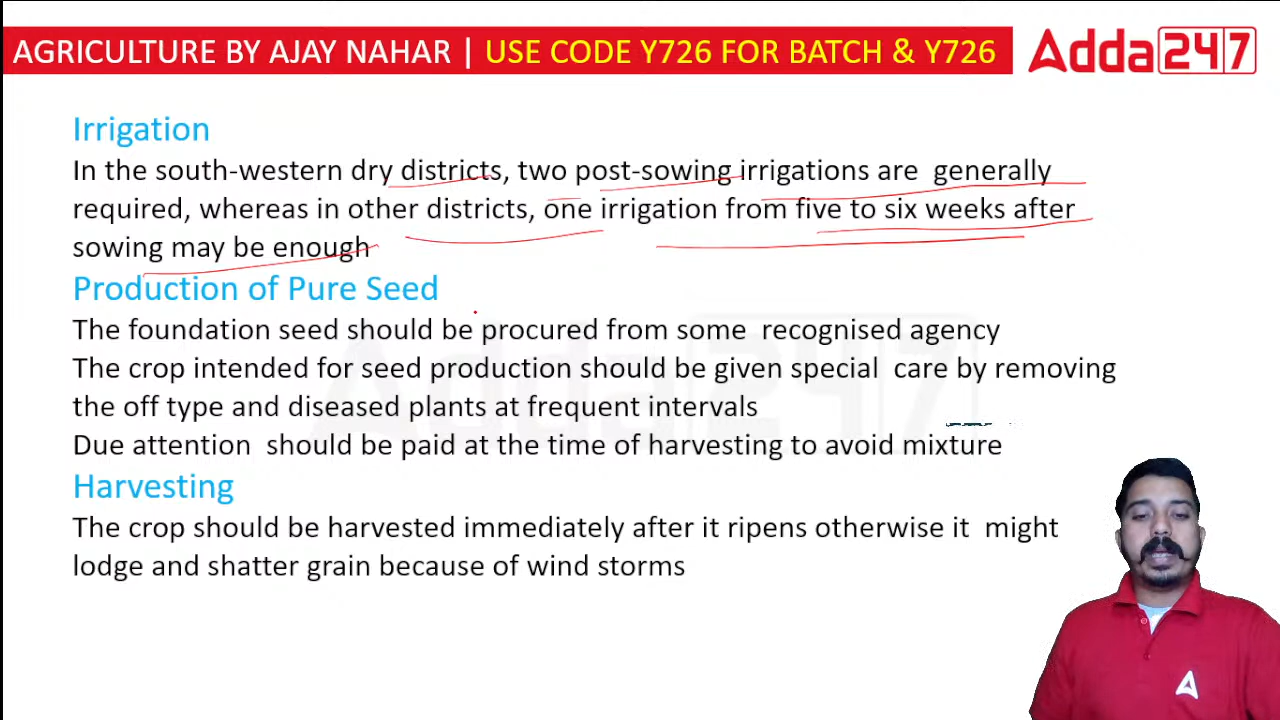 AGRICULTURE BY AJAY NAHAR | USE CODE Y726 FOR BATCH & Y726
Adda247
Irrigation
In the south-western dry districts, two post-sowing irrigations are generally
required, whereas in other districts, one irrigation from five to six weeks after
sowing may be enough
Production of Pure Seed
The foundation seed should be procured from some recognised agency
The crop intended for seed production should be given special care by removing
the off type and diseased plants at frequent intervals
Due attention should be paid at the time of harvesting to avoid mixture
Harvesting
The crop should be harvested immediately after it ripens otherwise it might
lodge and shatter grain because of wind storms
Adda247